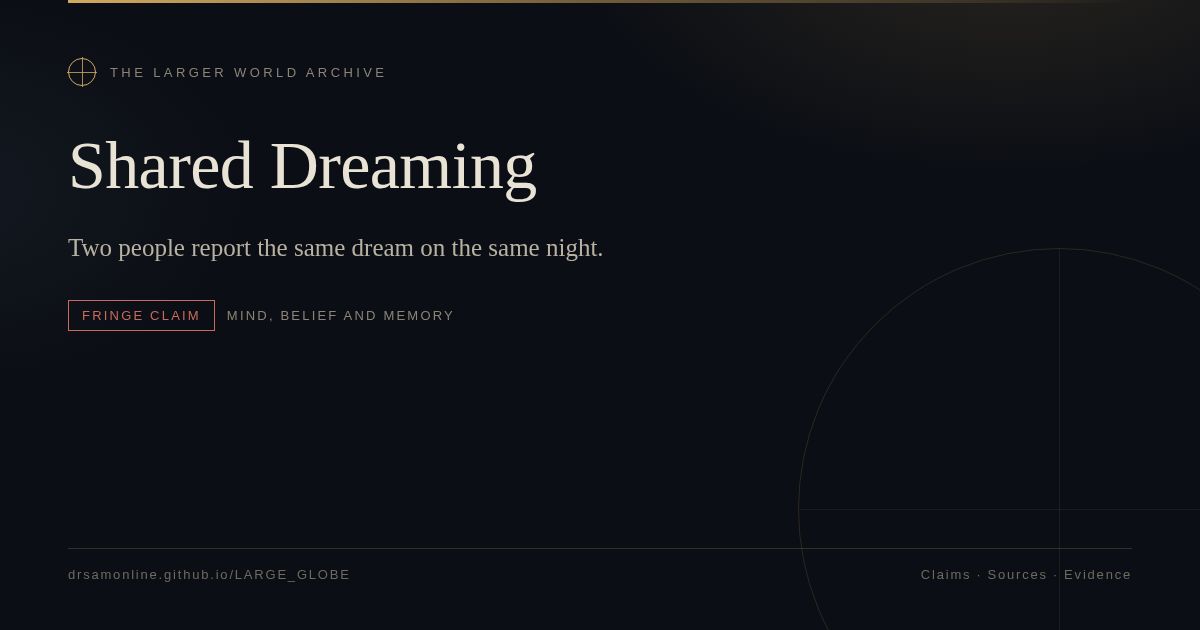 THE LARGER WORLD ARCHIVE
Shared Dreaming
Two people report the same dream on the same night.
FRINGE CLAIM
MIND, BELIEF AND MEMORY
drsamonline.github.io/LARGE_GLOBE
Claims · Sources · Evidence